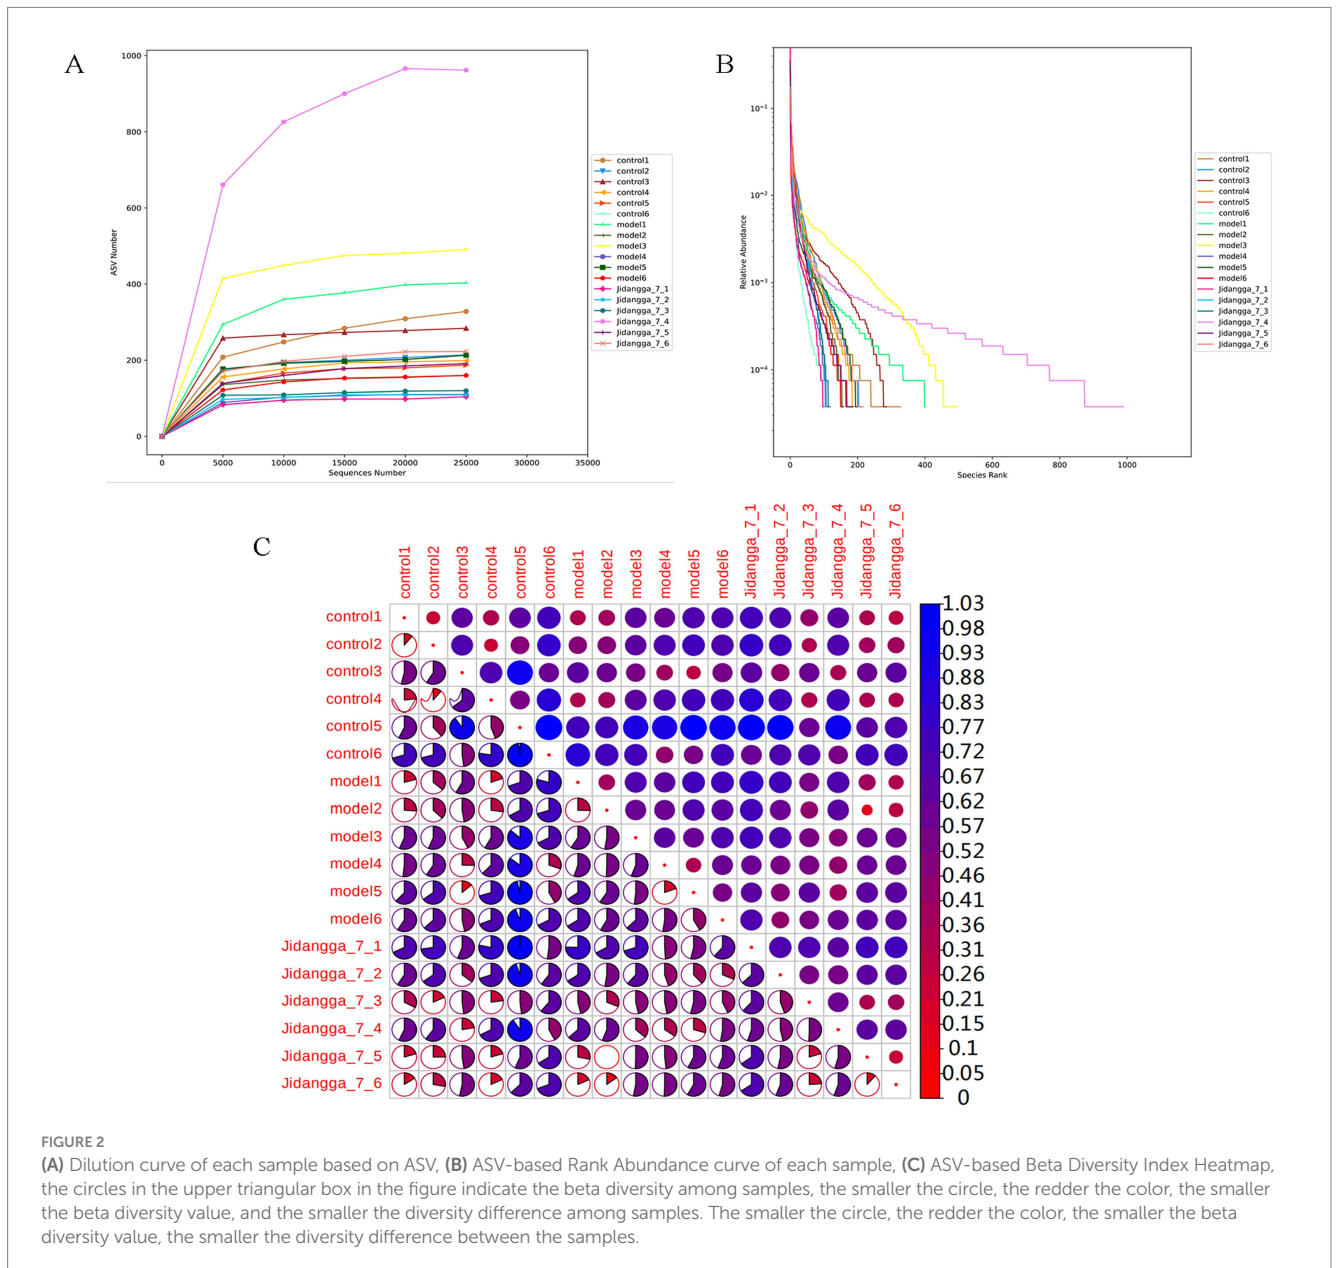 A
1000
800
600
400
200
0
ASV Number
0 5000 10000 15000 20000 25000 30000 35000
Sequences Number
control1
control2
control3
control4
control5
control6
model1
model2
model3
model4
model5
model6
Jidangga_7_1
Jidangga_7_2
Jidangga_7_3
Jidangga_7_4
Jidangga_7_5
Jidangga_7_6
B
10⁻¹
10⁻²
10⁻³
10⁻⁴
Relative Abundance
0 200 400 600 800 1000
Species Rank
control1
control2
control3
control4
control5
control6
model1
model2
model3
model4
model5
model6
Jidangga_7_1
Jidangga_7_2
Jidangga_7_3
Jidangga_7_4
Jidangga_7_5
Jidangga_7_6
C
control1 control2 control3 control4 control5 control6 model1 model2 model3 model4 model5 model6 Jidangga_7_1 Jidangga_7_2 Jidangga_7_3 Jidangga_7_4 Jidangga_7_5 Jidangga_7_6
control1
control2
control3
control4
control5
control6
model1
model2
model3
model4
model5
model6
Jidangga_7_1
Jidangga_7_2
Jidangga_7_3
Jidangga_7_4
Jidangga_7_5
Jidangga_7_6
1.03
0.98
0.93
0.88
0.83
0.77
0.72
0.67
0.62
0.57
0.52
0.46
0.41
0.36
0.31
0.26
0.21
0.15
0.1
0.05
0
FIGURE 2
(A) Dilution curve of each sample based on ASV, (B) ASV-based Rank Abundance curve of each sample, (C) ASV-based Beta Diversity Index Heatmap,
the circles in the upper triangular box in the figure indicate the beta diversity among samples, the smaller the circle, the redder the color, the smaller
the beta diversity value, and the smaller the diversity difference among samples. The smaller the circle, the redder the color, the smaller the beta
diversity value, the smaller the diversity difference between the samples.